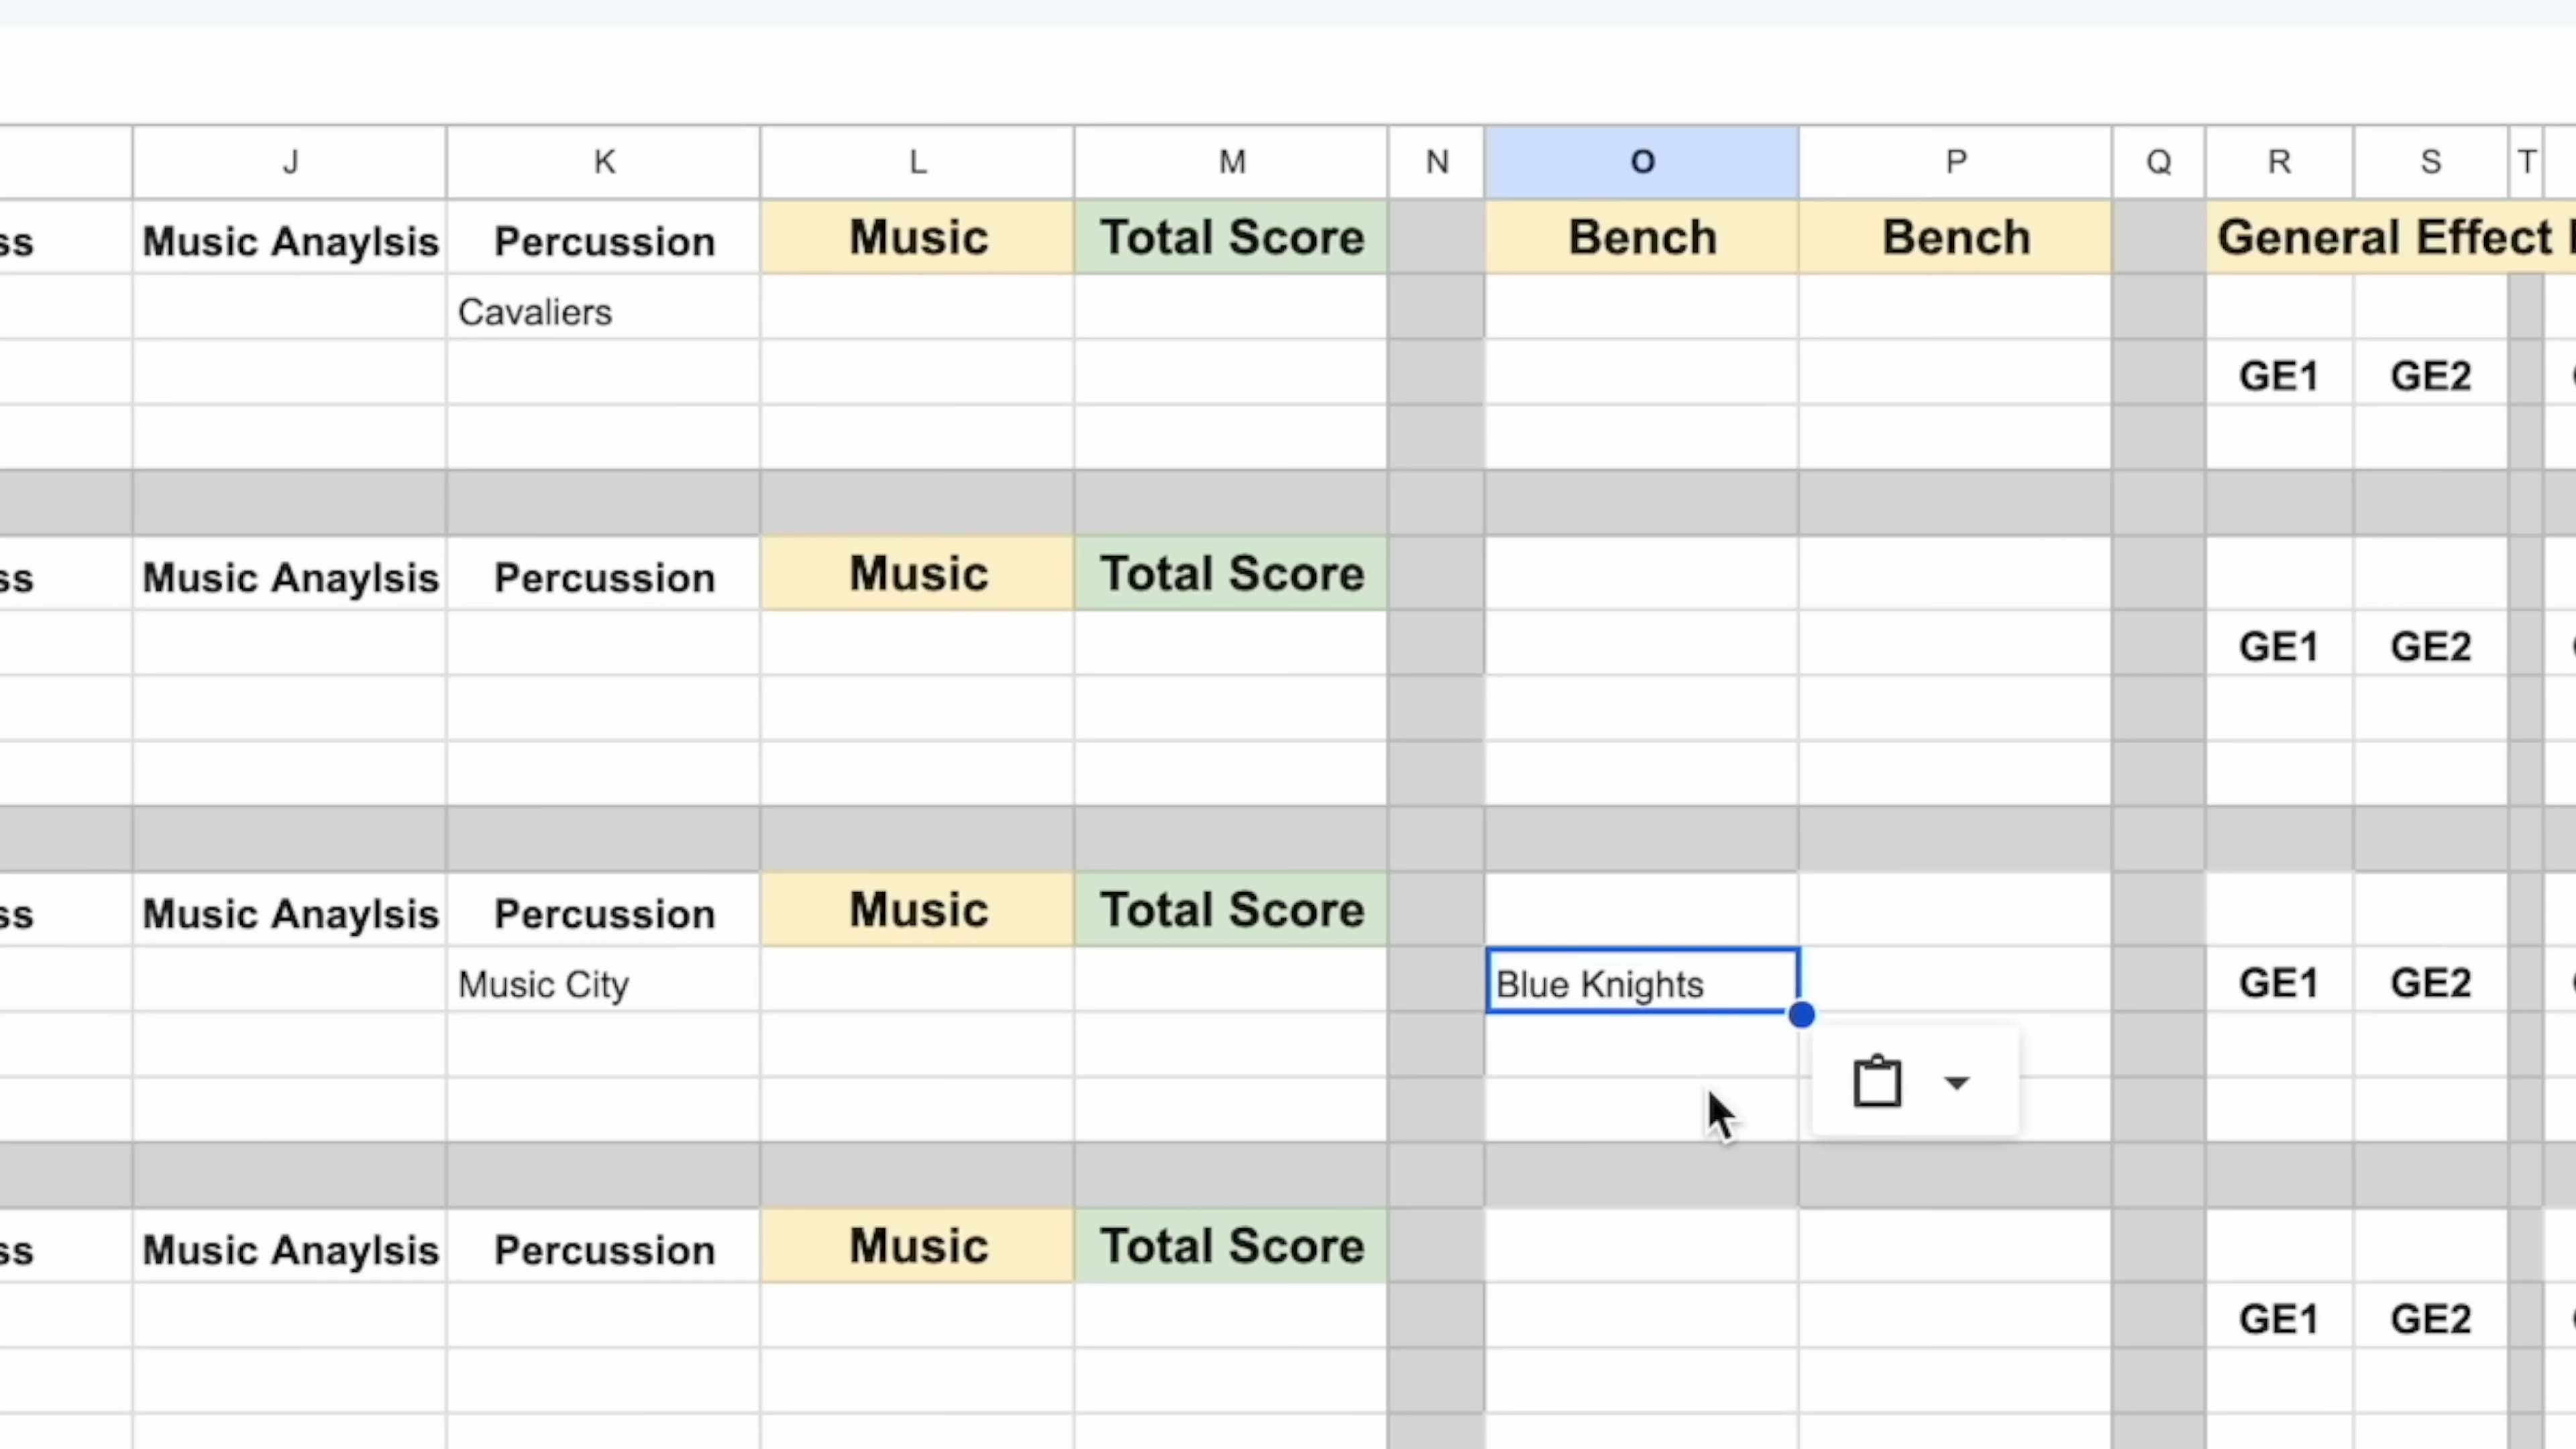 J K L M N O P Q R S T
ss Music Anaylsis Percussion Music Total Score Bench Bench General Effect
Cavaliers
GE1 GE2
ss Music Anaylsis Percussion Music Total Score
GE1 GE2
ss Music Anaylsis Percussion Music Total Score
Music City Blue Knights GE1 GE2
ss Music Anaylsis Percussion Music Total Score
GE1 GE2